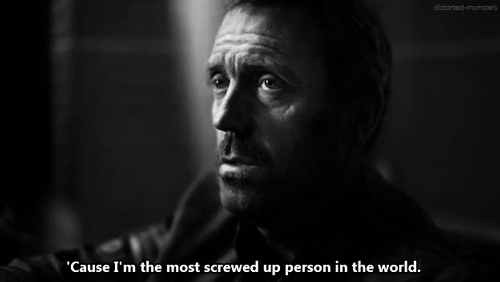 distorted-monsters
'Cause I'm the most screwed up person in the world.